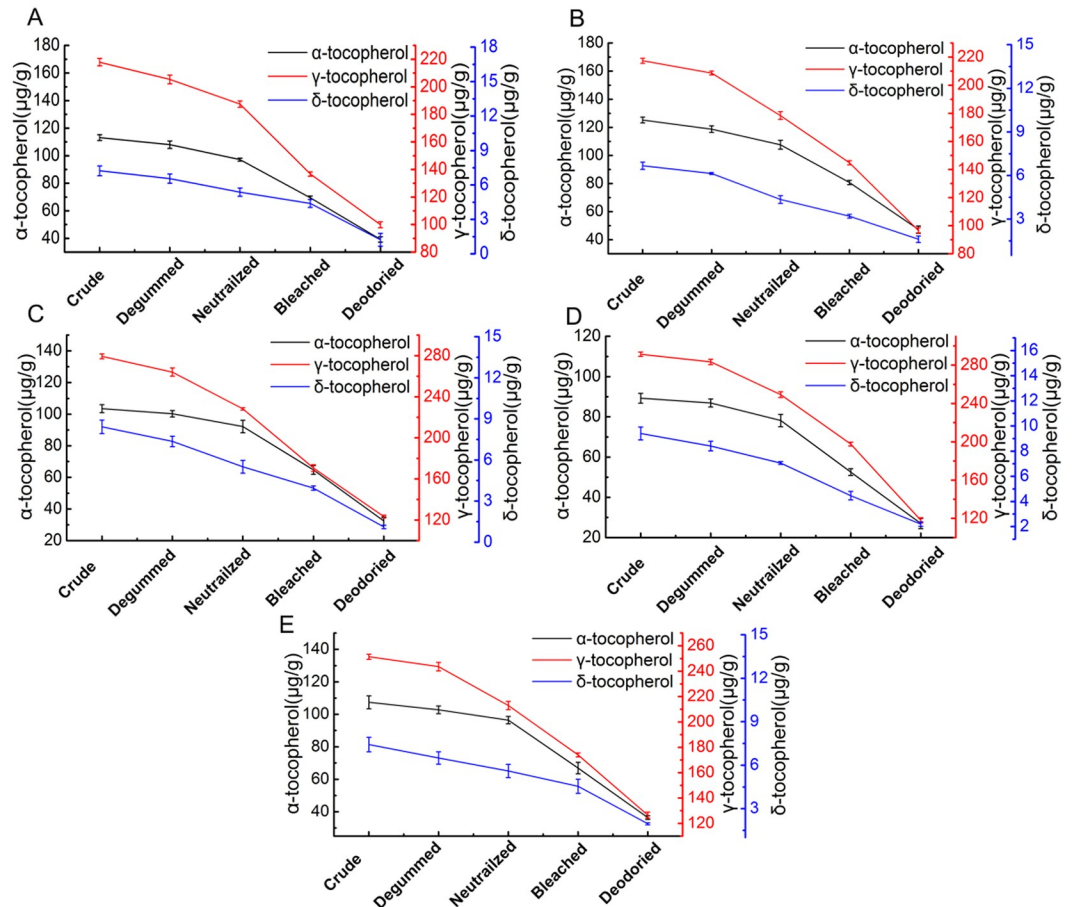 A
α-tocopherol(μg/g)
180
160
140
120
100
80
60
40
α-tocopherol
γ-tocopherol
δ-tocopherol
220
200
180
160
140
120
100
80
γ-tocopherol(μg/g)
18
15
12
9
6
3
0
δ-tocopherol(μg/g)
Crude
Degummed
Neutrailzed
Bleached
Deodoried
B
α-tocopherol(μg/g)
180
160
140
120
100
80
60
40
α-tocopherol
γ-tocopherol
δ-tocopherol
220
200
180
160
140
120
100
80
γ-tocopherol(μg/g)
15
12
9
6
3
δ-tocopherol(μg/g)
Crude
Degummed
Neutrailzed
Bleached
Deodoried
C
α-tocopherol(μg/g)
140
120
100
80
60
40
20
α-tocopherol
γ-tocopherol
δ-tocopherol
280
240
200
160
120
γ-tocopherol(μg/g)
15
12
9
6
3
0
δ-tocopherol(μg/g)
Crude
Degummed
Neutrailzed
Bleached
Deodoried
D
α-tocopherol(μg/g)
120
100
80
60
40
20
α-tocopherol
γ-tocopherol
δ-tocopherol
280
240
200
160
120
γ-tocopherol(μg/g)
16
14
12
10
8
6
4
2
δ-tocopherol(μg/g)
Crude
Degummed
Neutrailzed
Bleached
Deodoried
E
α-tocopherol(μg/g)
140
120
100
80
60
40
α-tocopherol
γ-tocopherol
δ-tocopherol
260
240
220
200
180
160
140
120
γ-tocopherol(μg/g)
15
12
9
6
3
δ-tocopherol(μg/g)
Crude
Degummed
Neutrailzed
Bleached
Deodoried